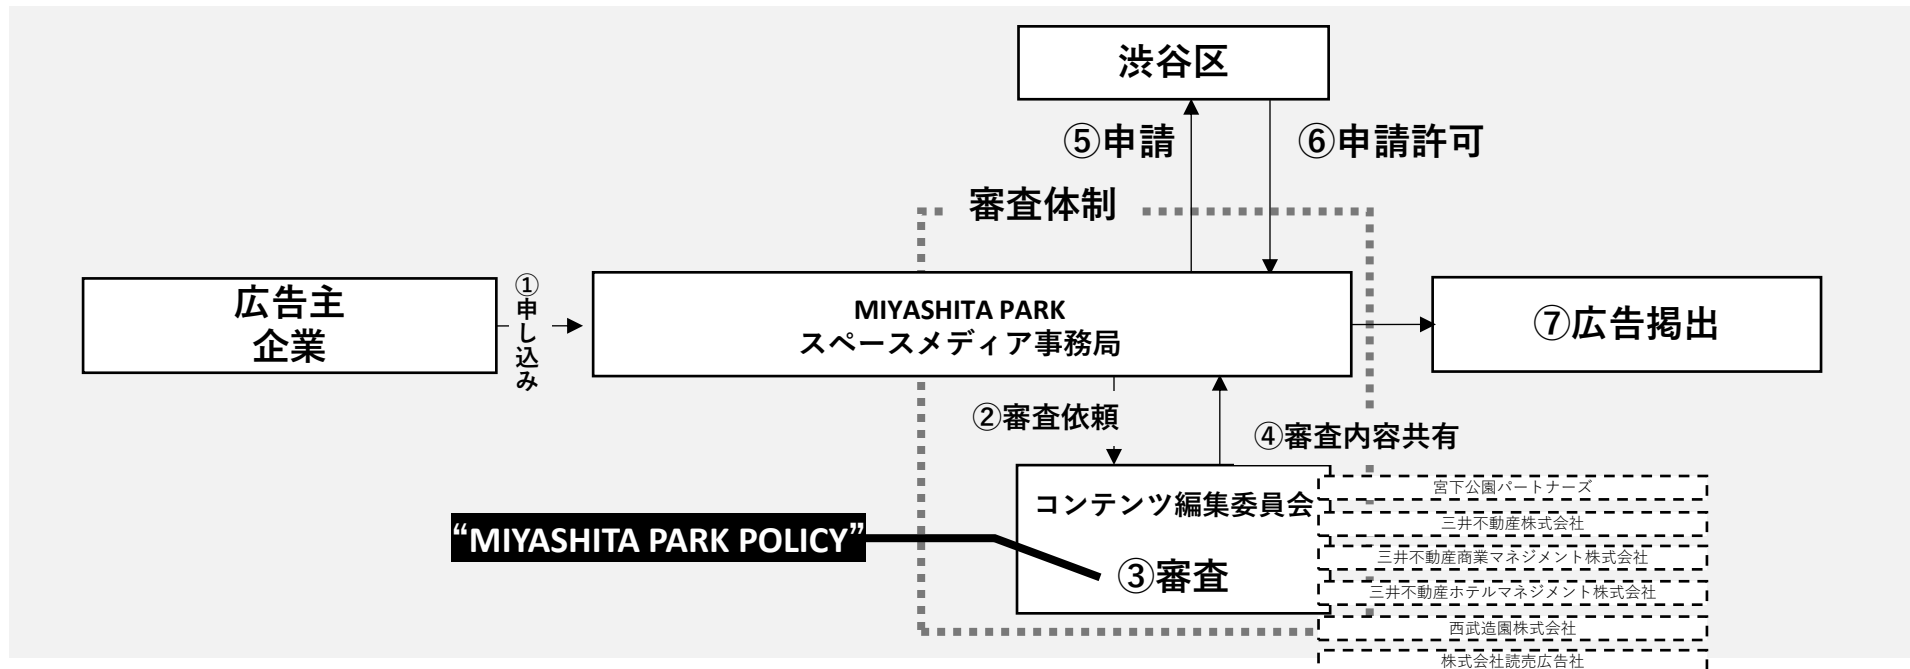 渋谷区
⑤申請
⑥申請許可
審査体制
広告主
企業
①申し込み
MIYASHITA PARK
スペースメディア事務局
⑦広告掲出
②審査依頼
④審査内容共有
コンテンツ編集委員会
③審査
“MIYASHITA PARK POLICY”
宮下公園パートナーズ
三井不動産株式会社
三井不動産商業マネジメント株式会社
三井不動産ホテルマネジメント株式会社
西武造園株式会社
株式会社読売広告社